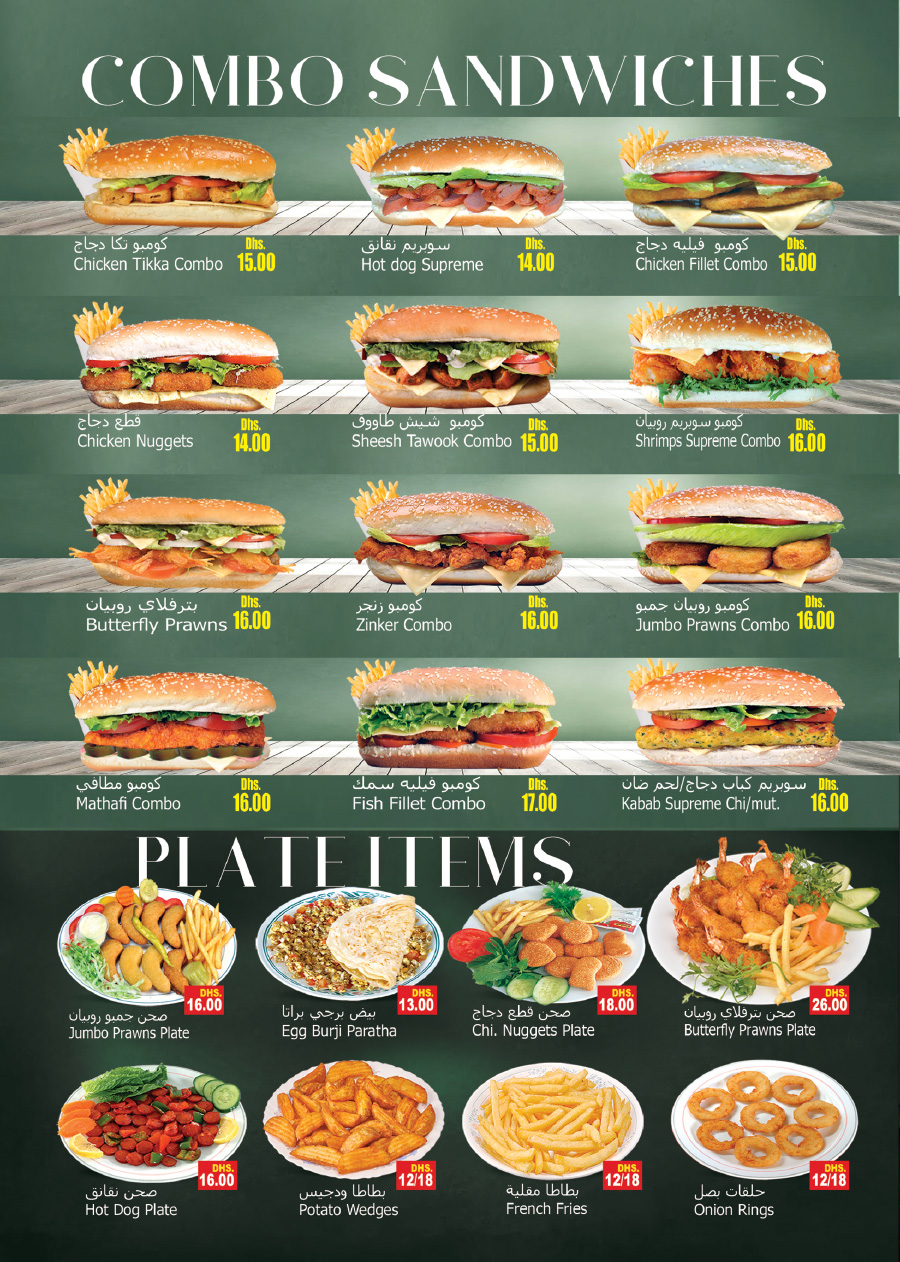 COMBO SANDWICHES
كومبو تكا دجاج
Chicken Tikka Combo
Dhs.
15.00
سوبريم نقانق
Hot dog Supreme
Dhs.
14.00
كومبو فيليه دجاج
Chicken Fillet Combo
Dhs.
15.00
قطع دجاج
Chicken Nuggets
Dhs.
14.00
كومبو شيش طاووق
Sheesh Tawook Combo
Dhs.
15.00
كومبو سوبريم روبيان
Shrimps Supreme Combo
Dhs.
16.00
بترفلاي روبيان
Butterfly Prawns
Dhs.
16.00
كومبو زنجر
Zinker Combo
Dhs.
16.00
كومبو روبيان جمبو
Jumbo Prawns Combo
Dhs.
16.00
كومبو مطافي
Mathafi Combo
Dhs.
16.00
كومبو فيليه سمك
Fish Fillet Combo
Dhs.
17.00
سوبريم كباب دجاج/لحم ضان
Kabab Supreme Chi/mut.
Dhs.
16.00
PLATE ITEMS
DHS.
16.00
صحن جمبو روبيان
Jumbo Prawns Plate
DHS.
13.00
بيض برجي براتا
Egg Burji Paratha
DHS.
18.00
صحن قطع دجاج
Chi. Nuggets Plate
DHS.
26.00
صحن بترفلاي روبيان
Butterfly Prawns Plate
DHS.
16.00
صحن نقانق
Hot Dog Plate
DHS.
12/18
بطاطا ودجيس
Potato Wedges
DHS.
12/18
بطاطا مقلية
French Fries
DHS.
12/18
حلقات بصل
Onion Rings